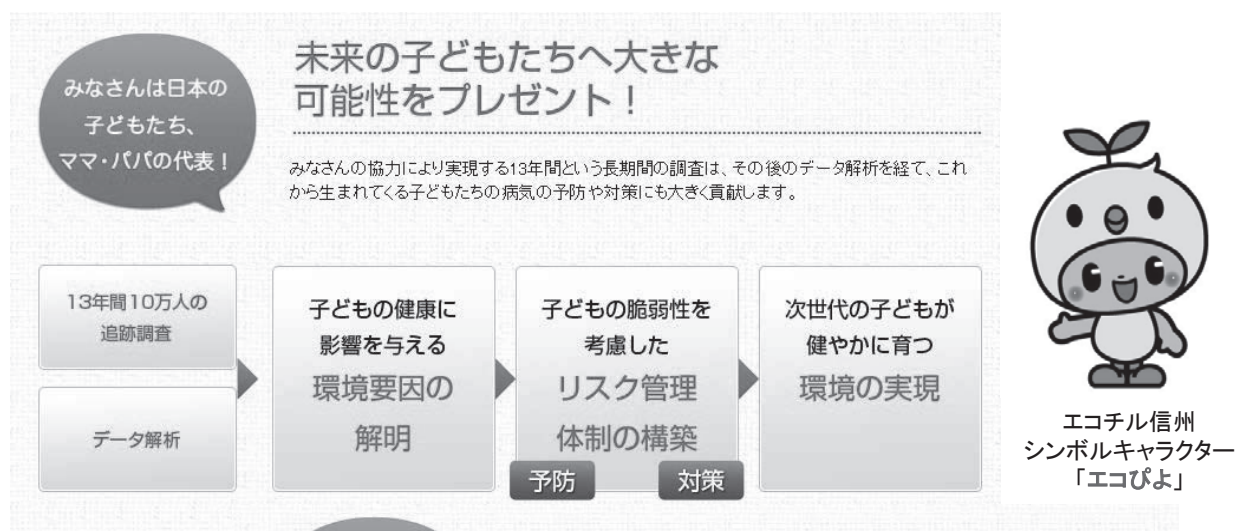 みなさんは日本の
子どもたち、
ママ・パパの代表！
未来の子どもたちへ大きな
可能性をプレゼント！
みなさんの協力により実現する13年間という長期間の調査は、その後のデータ解析を経て、これ
から生まれてくる子どもたちの病気の予防や対策にも大きく貢献します。
13年間10万人の
追跡調査
データ解析
子どもの健康に
影響を与える
環境要因の
解明
子どもの脆弱性を
考慮した
リスク管理
体制の構築
予防
対策
次世代の子どもが
健やかに育つ
環境の実現
エコチル信州
シンボルキャラクター
「エコぴよ」